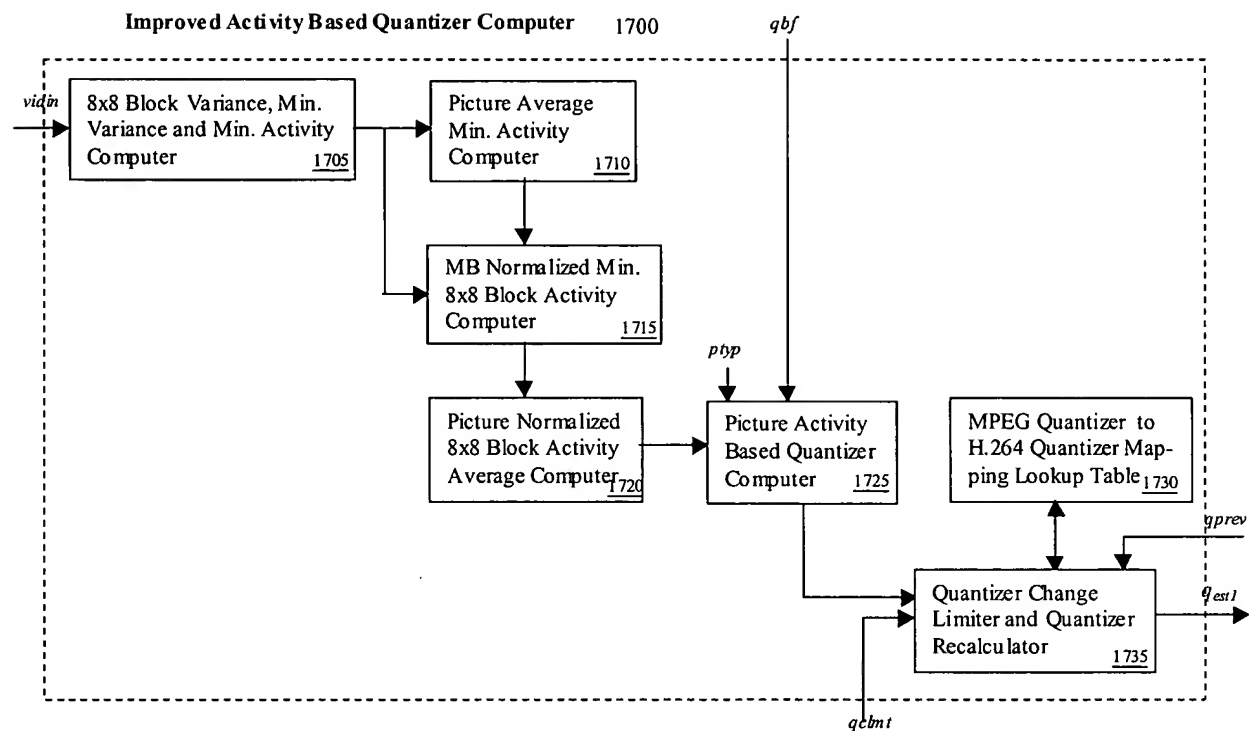 Improved Activity Based Quantizer Computer 1700
qbf
vidin
8x8 Block Variance, Min.
Variance and Min. Activity
Computer
1705
Picture Average
Min. Activity
Computer
1710
MB Normalized Min.
8x8 Block Activity
Computer
1715
ptyp
Picture Normalized
8x8 Block Activity
Average Computer
1720
Picture Activity
Based Quantizer
Computer
1725
MPEG Quantizer to
H.264 Quantizer Map-
ping Lookup Table
1730
qprev
Quantizer Change
Limiter and Quantizer
Recalculator
1735
qest1
qclmt